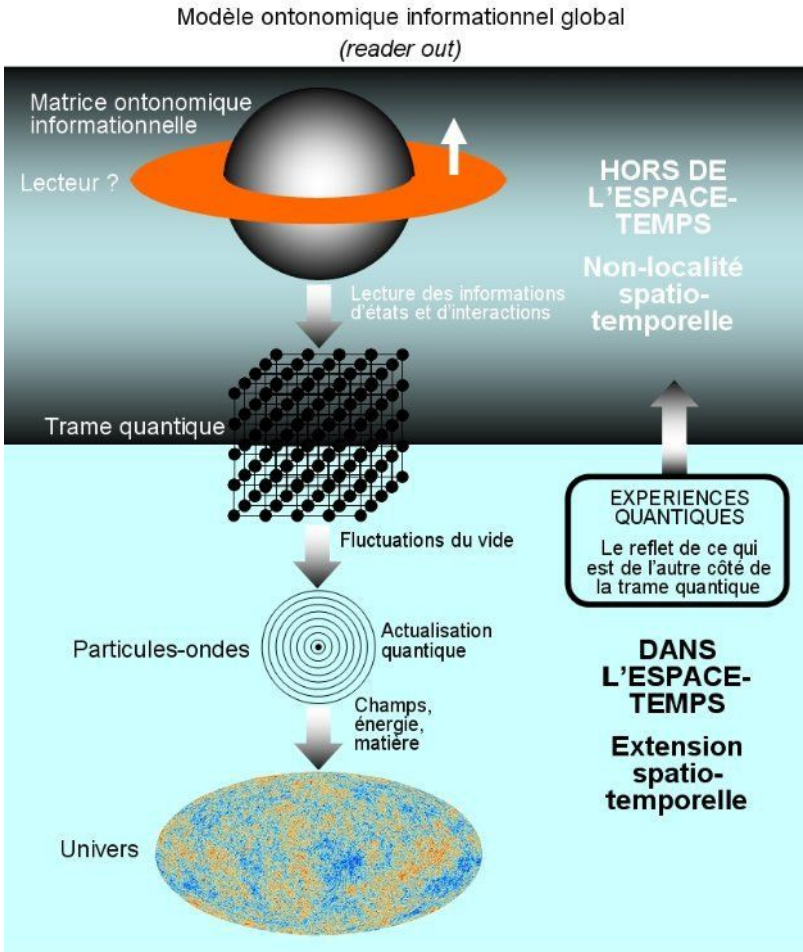 Modèle ontonomique informationnel global
(reader out)
Matrice ontonomique
informationnelle
Lecteur ?
HORS DE
L'ESPACE-
TEMPS
Non-localité
spatio-
temporelle
Lecture des informations
d'états et d'interactions
Trame quantique
EXPERIENCES
QUANTIQUES
Le reflet de ce qui
est de l'autre côté de
la trame quantique
Fluctuations du vide
Particules-ondes
Actualisation
quantique
DANS
L'ESPACE-
TEMPS
Extension
spatio-
temporelle
Champs,
énergie,
matière
Univers